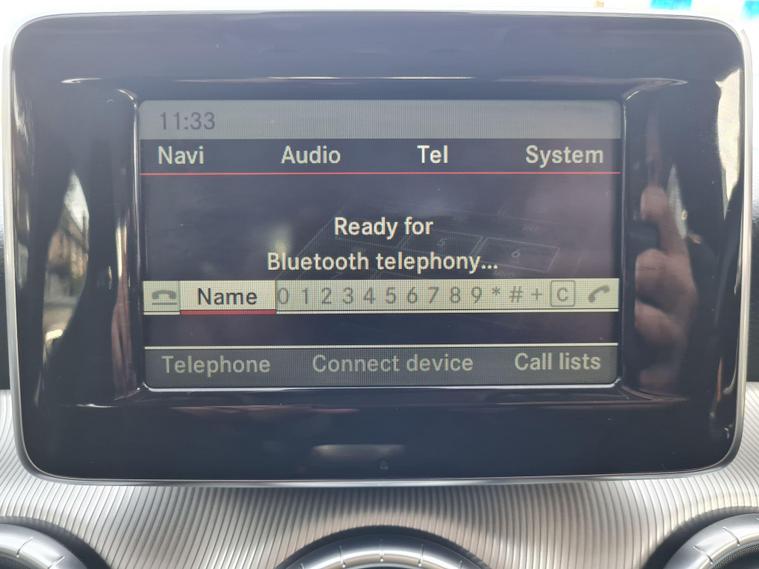 11:33
Navi Audio Tel System
Ready for
Bluetooth telephony...
Name 0 1 2 3 4 5 6 7 8 9 * # + C
Telephone Connect device Call lists